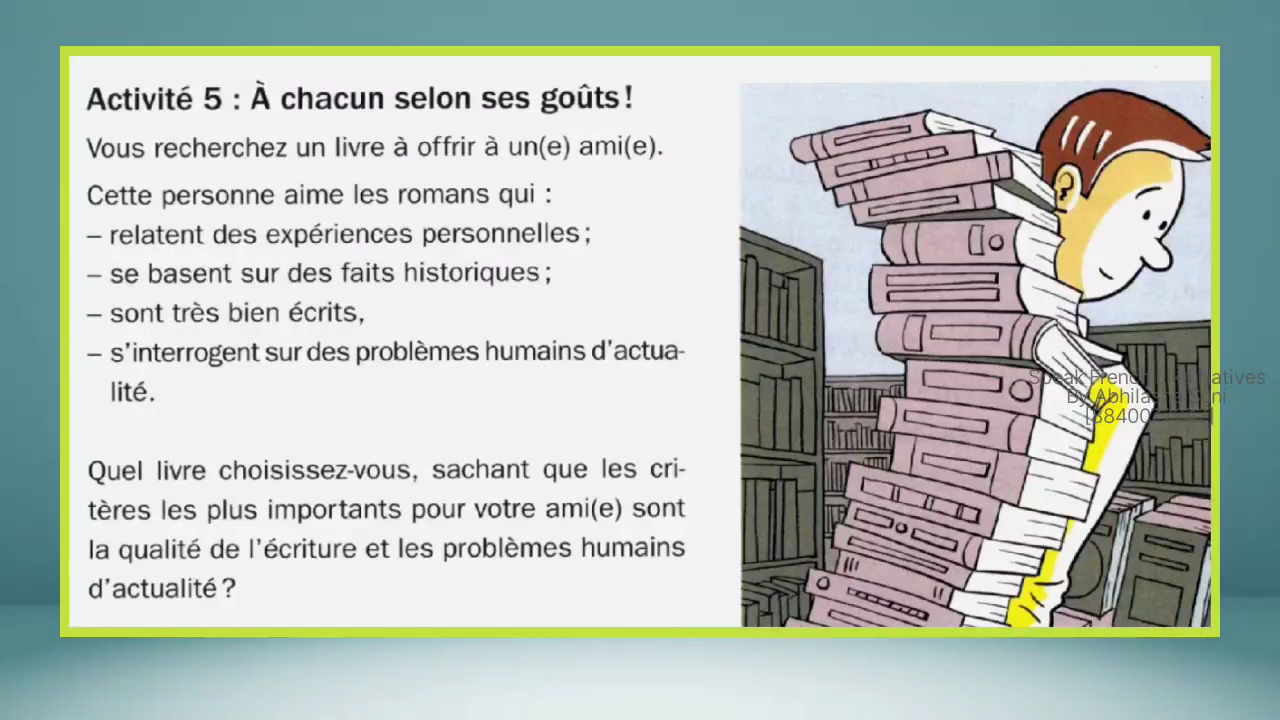 Activité 5 : À chacun selon ses goûts !
Vous recherchez un livre à offrir à un(e) ami(e).
Cette personne aime les romans qui :
– relatent des expériences personnelles ;
– se basent sur des faits historiques ;
– sont très bien écrits,
– s’interrogent sur des problèmes humains d’actua-
lité.
Quel livre choisissez-vous, sachant que les cri-
tères les plus importants pour votre ami(e) sont
la qualité de l’écriture et les problèmes humains
d’actualité ?
Speak French
By